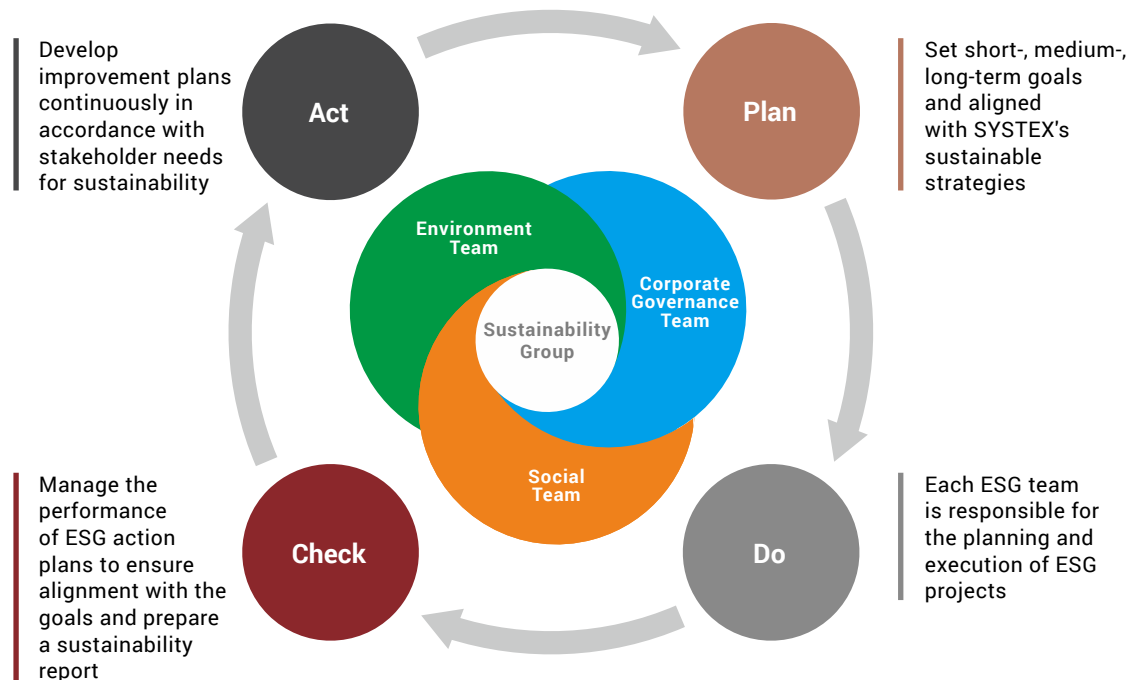 Develop
improvement plans
continuously in
accordance with
stakeholder needs
for sustainability
Act
Plan
Set short-, medium-,
long-term goals
and aligned
with SYSTEX's
sustainable
strategies
Environment
Team
Corporate
Governance
Team
Sustainability
Group
Social
Team
Manage the
performance
of ESG action
plans to ensure
alignment with the
goals and prepare
a sustainability
report
Check
Do
Each ESG team
is responsible for
the planning and
execution of ESG
projects